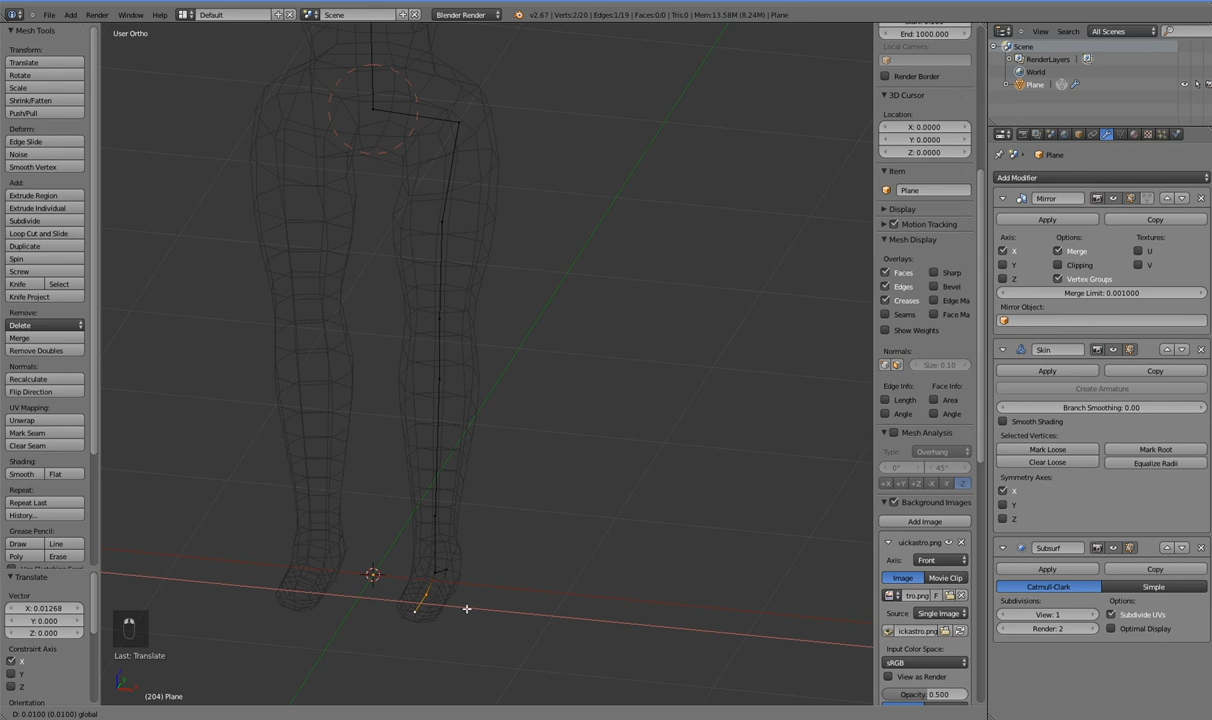 File Add Render Window Help Default Scene Blender Render v2.67 | Verts:2/20 | Edges:1/19 | Faces:0/0 | Tris:0 | Mem:13.58M (8.24M) | Plane
Mesh Tools
Transform:
Translate
Rotate
Scale
Shrink/Fatten
Push/Pull
Deform:
Edge Slide
Noise
Smooth Vertex
Add:
Extrude Region
Extrude Individual
Subdivide
Loop Cut and Slide
Duplicate
Spin
Screw
Knife Select
Knife Project
Remove:
Delete
Merge
Remove Doubles
Normals:
Recalculate
Flip Direction
UV Mapping:
Unwrap
Mark Seam
Clear Seam
Shading:
Smooth Flat
Repeat:
Repeat Last
History...
Grease Pencil:
Draw Line
Poly Erase
Translate
Vector
X: 0.01268
Y: 0.000
Z: 0.000
Constraint Axis
X
Y
Z
Orientation
D: 0.0100 (0.0100) global
User Ortho
Last: Translate
(204) Plane
End: 1000.000
Local Camera:
Render Border
3D Cursor
Location:
X: 0.0000
Y: 0.0000
Z: 0.0000
Item
Plane
Display
Motion Tracking
Mesh Display
Overlays:
Faces Sharp
Edges Bevel
Creases Edge Ma
Seams Face Ma
Show Weights
Normals:
Size: 0.10
Edge Info: Face Info:
Length Area
Angle Angle
Mesh Analysis
Type: Overhang
0° 45°
+X +Y +Z -X -Y -Z
Background Images
Add Image
uickastro.png
Axis: Front
Image Movie Clip
tro.png F
Source Single Image
ickastro.png
Input Color Space:
sRGB
View as Render
Opacity: 0.500
View Search All Scenes
Scene
RenderLayers
World
Plane
Plane
Add Modifier
Mirror
Apply Copy
Axis: Options: Textures:
X Merge U
Y Clipping V
Z Vertex Groups
Merge Limit: 0.001000
Mirror Object:
Skin
Apply Copy
Create Armature
Branch Smoothing: 0.00
Smooth Shading
Selected Vertices:
Mark Loose Mark Root
Clear Loose Equalize Radii
Symmetry Axes:
X
Y
Z
Subsurf
Apply Copy
Catmull-Clark Simple
Subdivisions: Options:
View: 1 Subdivide UVs
Render: 2 Optimal Display